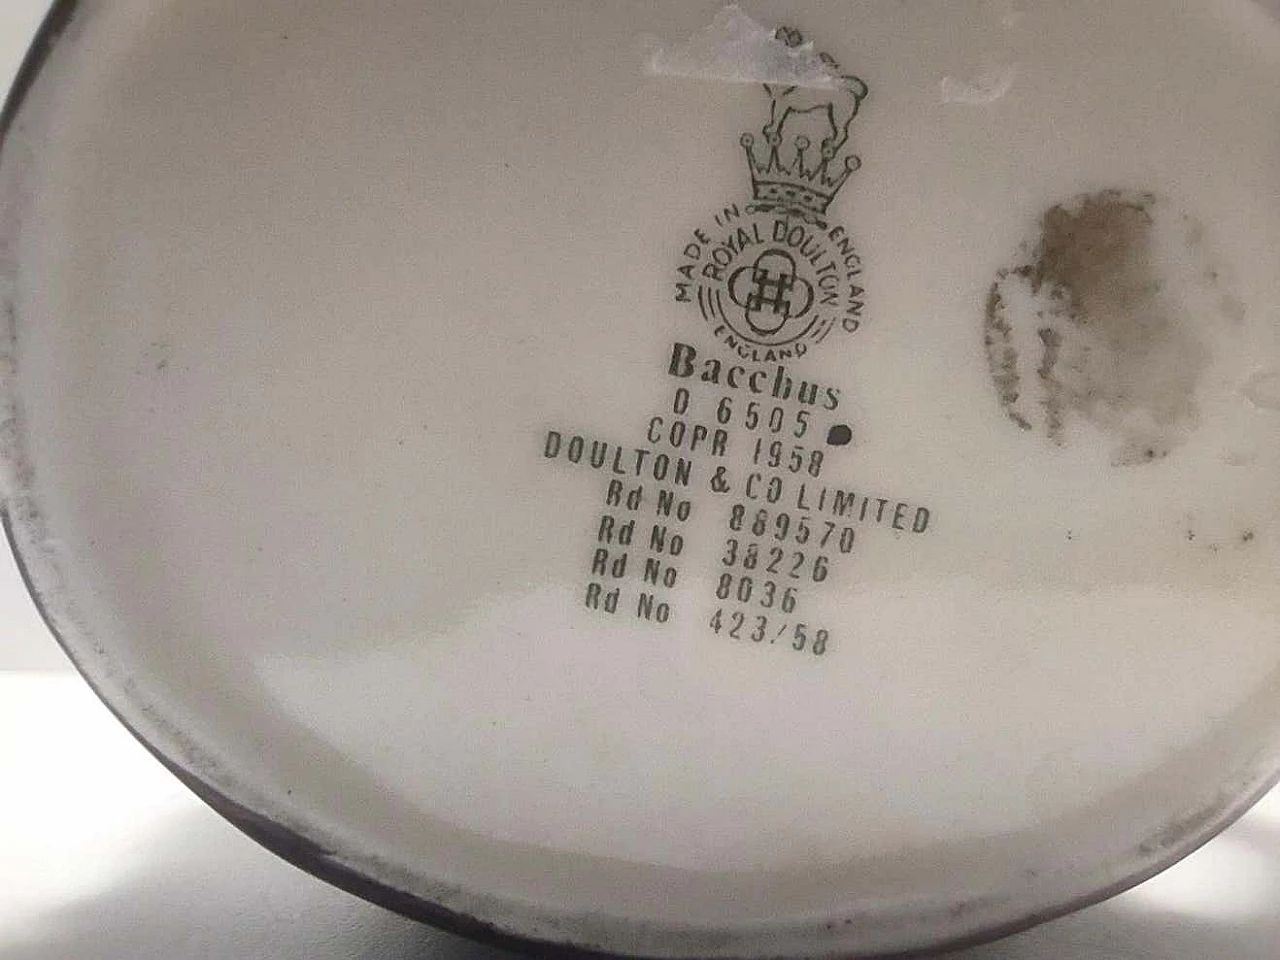 MADE IN ENGLAND
ROYAL DOULTON
ENGLAND
Bacchus
D 6505
COPR 1958
DOULTON & CO LIMITED
Rd No 889570
Rd No 38226
Rd No 8036
Rd No 423/58